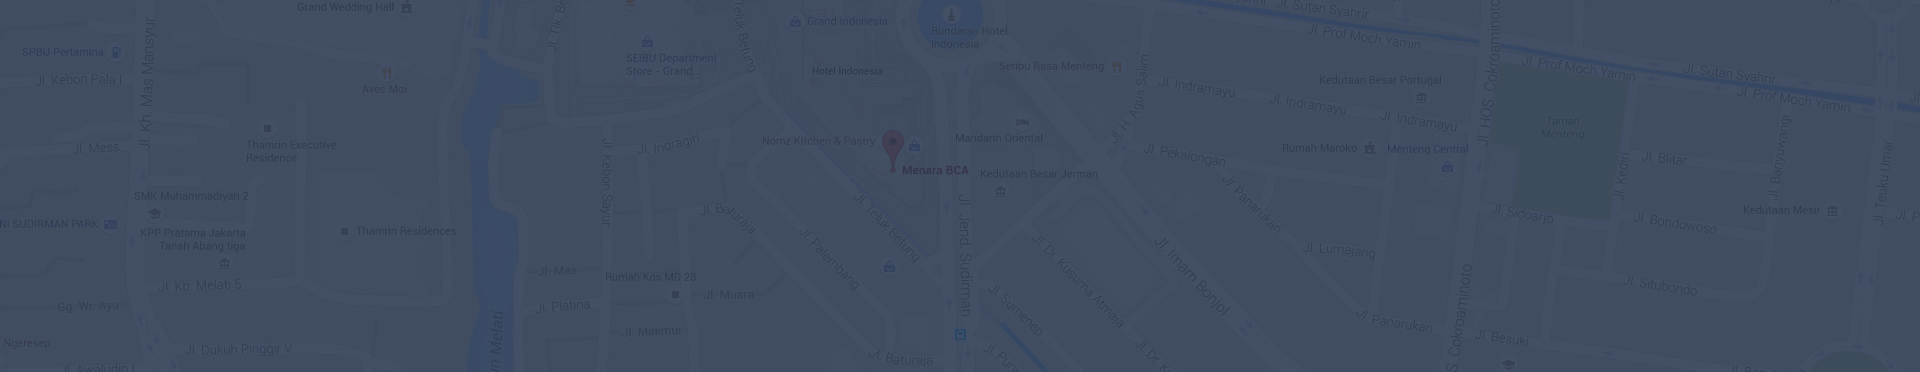 Grand Wedding Hall
Jl. Kh. Mas Mansyur
Teluk Betung
Grand Indonesia
Bundaran Hotel
Indonesia
Jl. Sutan Syahrir
Jl. Prof Moch Yamin
Jl. HOS. Cokroaminoto
SPBU Pertamina
SEIBU Department
Store - Grand...
Hotel Indonesia
Seribu Rasa Menteng
Jl. H. Agus Salim
Jl. Prof Moch Yamin
Jl. Sutan Syahrir
Jl. Prof Moch Yamin
Jl. Kebon Pala I
Avec Moi
Jl. Indramayu
Jl. Indramayu
Jl. Indramayu
Kedutaan Besar Portugal
Taman
Menteng
Jl. Banyuwangi
Jl. Teuku Umar
Jl. Mess
Thamrin Executive
Residence
Jl. Indragiri
Nomz Kitchen & Pastry
Mandarin Oriental
Jl. Pekalongan
Rumah Maroko
Menteng Central
Jl. Kediri
Jl. Blitar
Menara BCA
Kedutaan Besar Jerman
SMK Muhammadiyah 2
Jl. Kebon Sayur
Jl. Baturaja
Jl. Teluk Betung
Jl. Jend. Sudirman
Jl. Panarukan
Jl. Sidoarjo
Jl. Bondowoso
Kedutaan Mesir
NI SUDIRMAN PARK
KPP Pratama Jakarta
Tanah Abang tiga
Thamrin Residences
Jl. Palembang
Jl. Dr. Kusuma Atmaja
Jl. Imam Bonjol
Jl. Lumajang
Jl. Kb. Melati 5
Jl. Mas
Rumah Kos MD 28
Jl. Muara
Jl. Situbondo
Gg. Wr. Ayu
Jl. Platina
Jl. Sumenep
Jl. Panarukan
Jl. Besuki
Cokroaminoto
Ngeresep
Jl. Makmur
Melati
Jl. Dukuh Pinggir V
Jl. Baturaja
Jl. Awaludin I